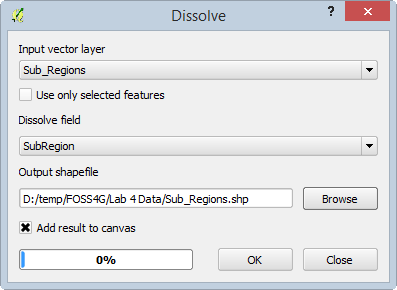 Dissolve
?
Input vector layer
Sub_Regions
Use only selected features
Dissolve field
SubRegion
Output shapefile
D:/temp/FOSS4G/Lab 4 Data/Sub_Regions.shp
Browse
Add result to canvas
0%
OK
Close